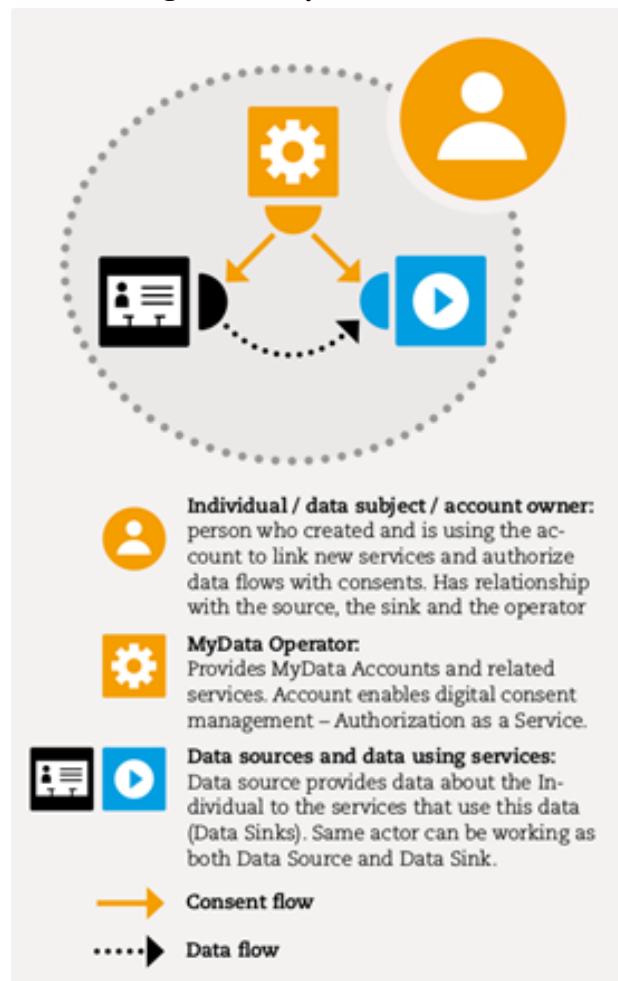 Individual / data subject / account owner:
person who created and is using the ac-
count to link new services and authorize
data flows with consents. Has relationship
with the source, the sink and the operator
MyData Operator:
Provides MyData Accounts and related
services. Account enables digital consent
management – Authorization as a Service.
Data sources and data using services:
Data source provides data about the In-
dividual to the services that use this data
(Data Sinks). Same actor can be working as
both Data Source and Data Sink.
Consent flow
Data flow